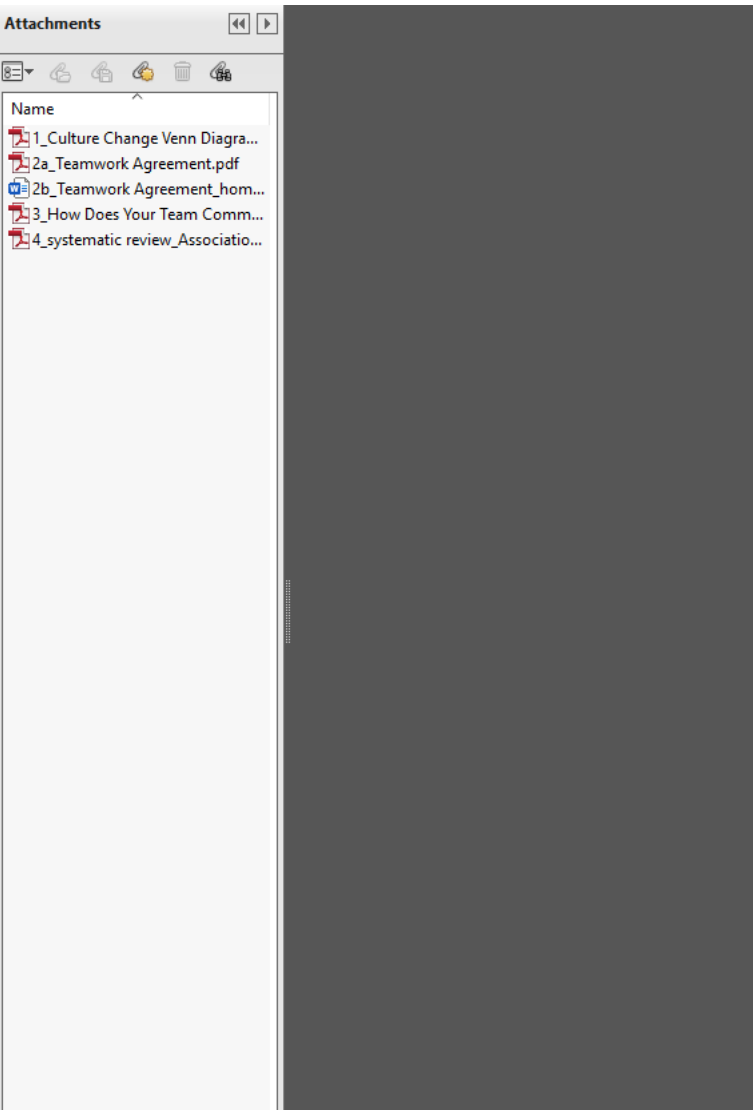 Attachments
Name
1_Culture Change Venn Diagra...
2a_Teamwork Agreement.pdf
2b_Teamwork Agreement_hom...
3_How Does Your Team Comm...
4_systematic review_Associatio...